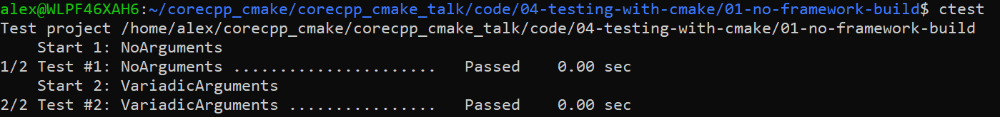 alex@WLPF46XAH6:~/corecpp_cmake/corecpp_cmake_talk/code/04-testing-with-cmake/01-no-framework-build$ ctest
Test project /home/alex/corecpp_cmake/corecpp_cmake_talk/code/04-testing-with-cmake/01-no-framework-build
    Start 1: NoArguments
1/2 Test #1: NoArguments ......................   Passed    0.00 sec
    Start 2: VariadicArguments
2/2 Test #2: VariadicArguments ................   Passed    0.00 sec